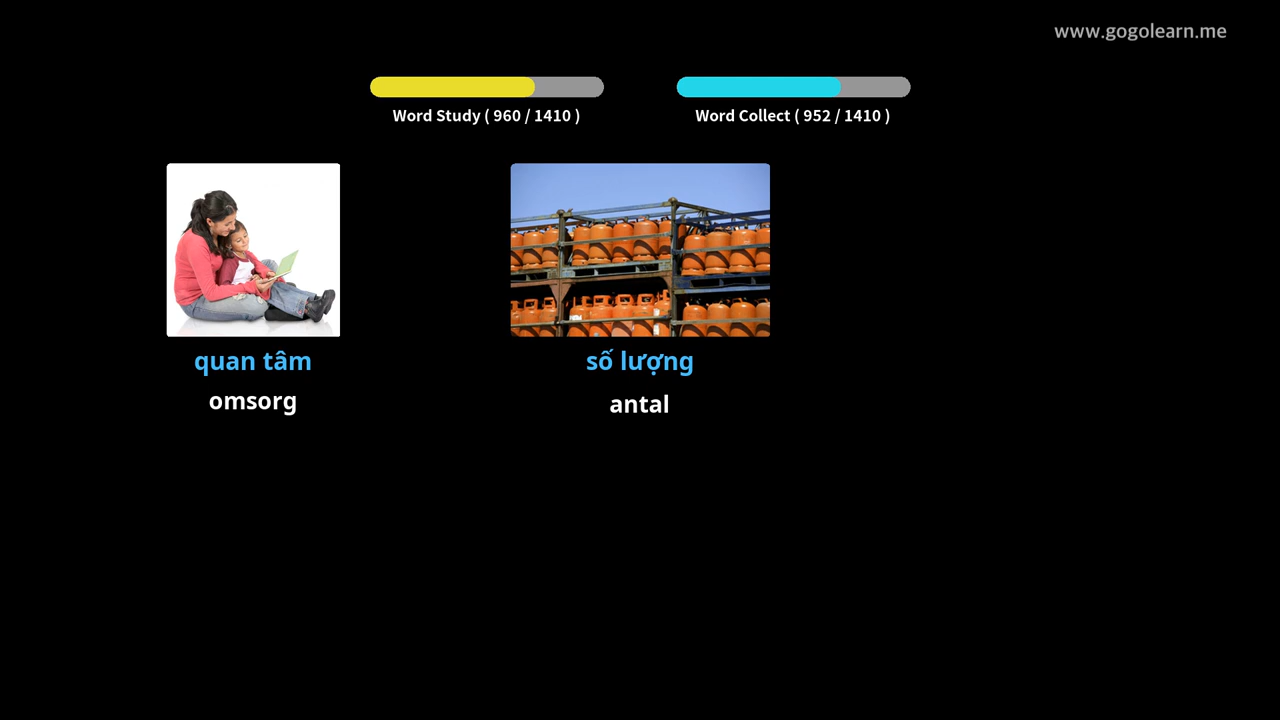 www.gogolearn.me
Word Study ( 960 / 1410 )
Word Collect ( 952 / 1410 )
quan tâm
omsorg
số lượng
antal